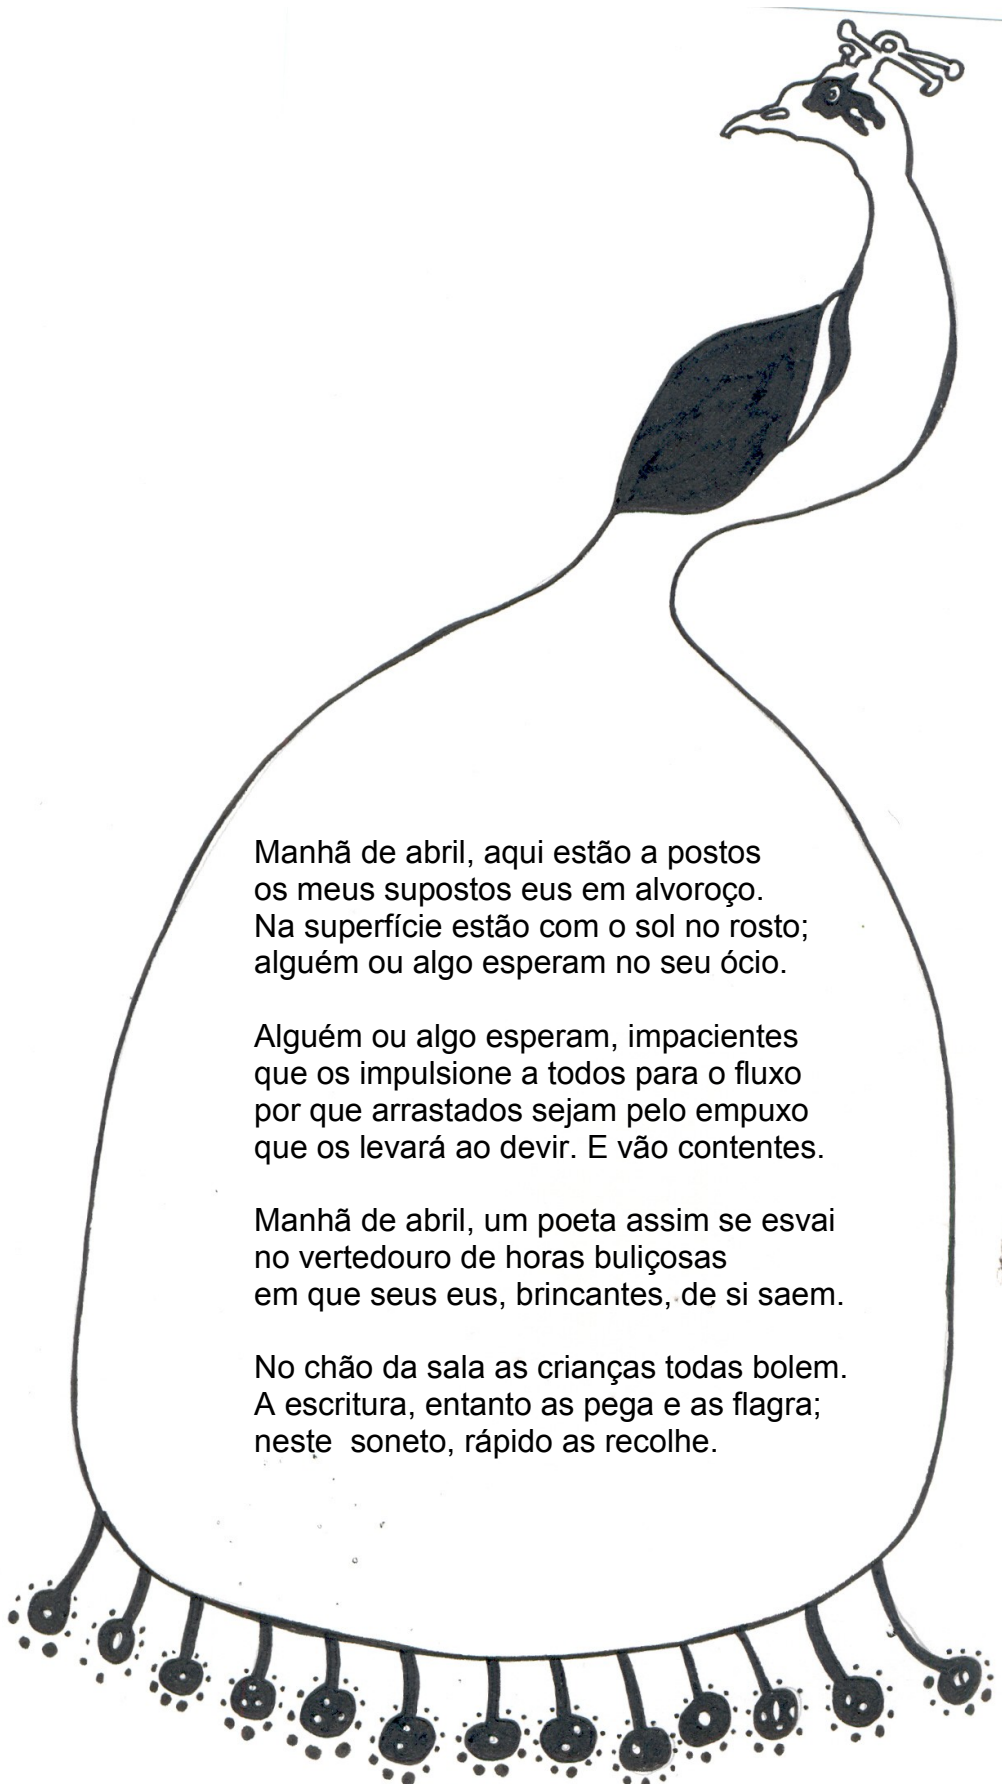 Manhã de abril, aqui estão a postos
os meus supostos eus em alvoroço.
Na superfície estão com o sol no rosto;
alguém ou algo esperam no seu ócio.

Alguém ou algo esperam, impacientes
que os impulsione a todos para o fluxo
por que arrastados sejam pelo empuxo
que os levará ao devir. E vão contentes.

Manhã de abril, um poeta assim se esvai
no vertedouro de horas buliçosas
em que seus eus, brincantes, de si saem.

No chão da sala as crianças todas bolem.
A escritura, entanto as pega e as flagra;
neste  soneto, rápido as recolhe.